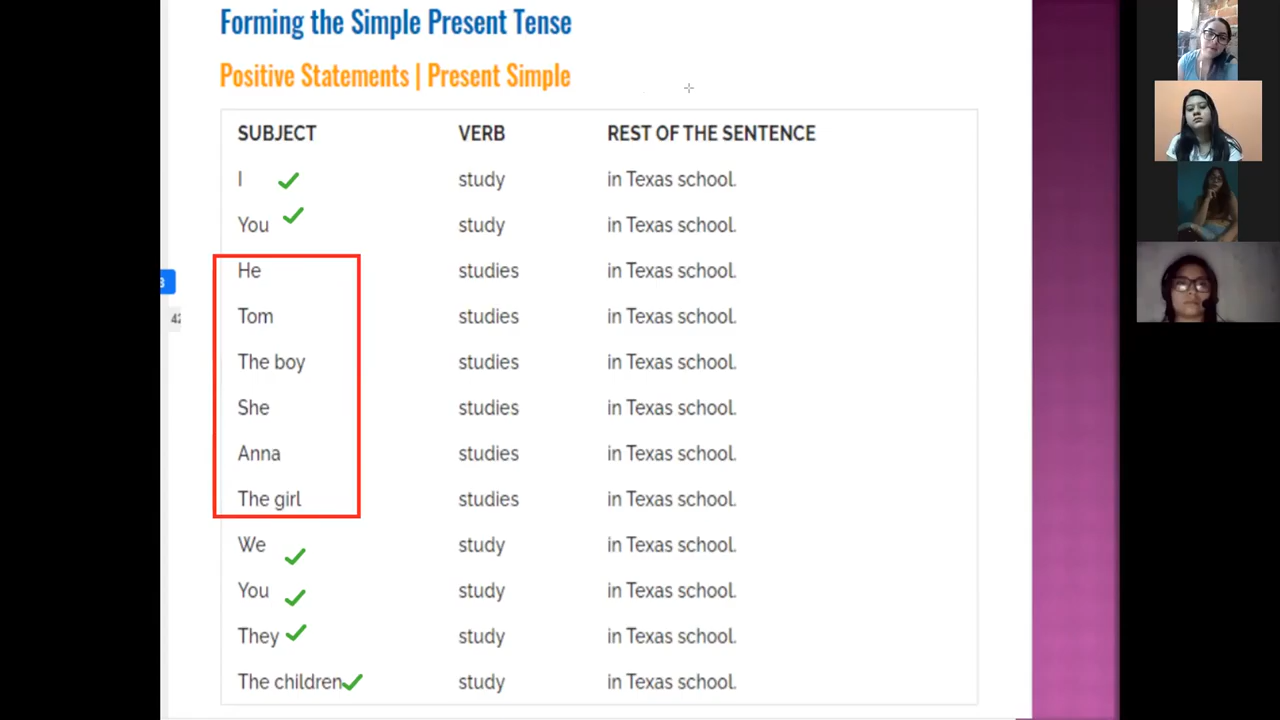 Forming the Simple Present Tense
Positive Statements | Present Simple
SUBJECT VERB REST OF THE SENTENCE
I study in Texas school.
You study in Texas school.
He studies in Texas school.
Tom studies in Texas school.
The boy studies in Texas school.
She studies in Texas school.
Anna studies in Texas school.
The girl studies in Texas school.
We study in Texas school.
You study in Texas school.
They study in Texas school.
The children study in Texas school.